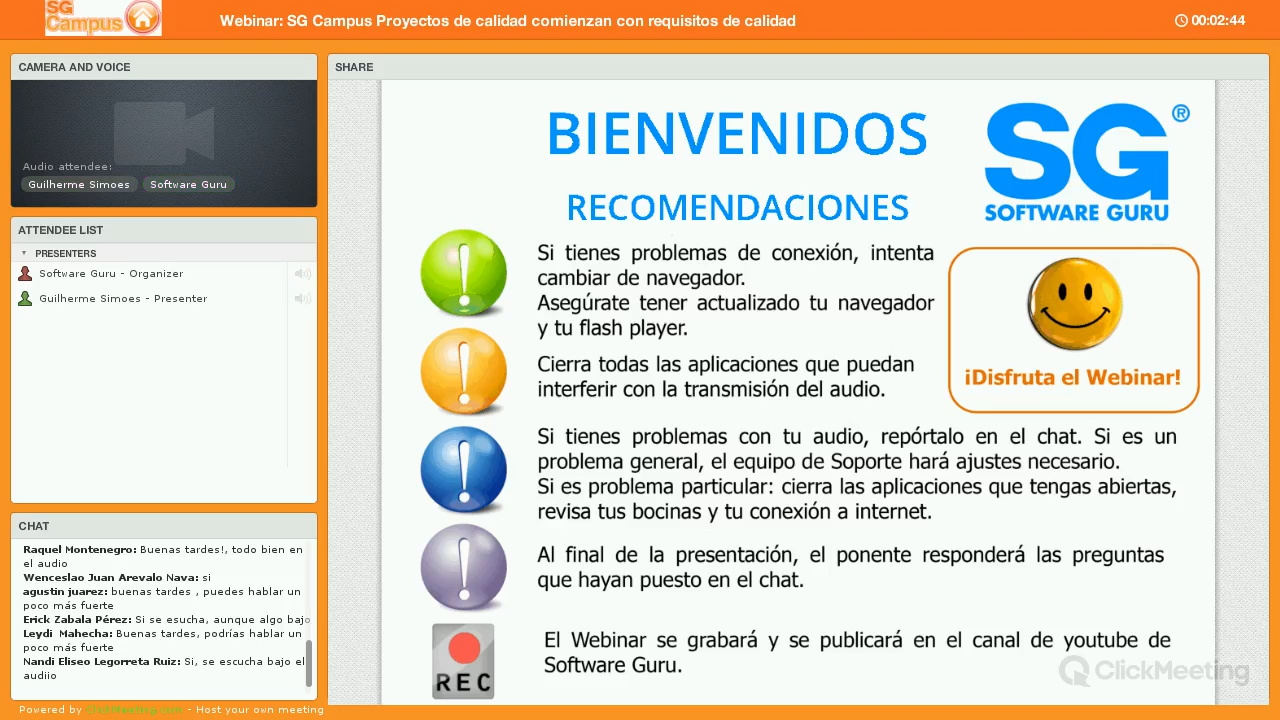 SG
Campus
Webinar: SG Campus Proyectos de calidad comienzan con requisitos de calidad
00:02:44
CAMERA AND VOICE
Audio attendee:
Guilherme Simoes
Software Guru
ATTENDEE LIST
PRESENTERS
Software Guru - Organizer
Guilherme Simoes - Presenter
CHAT
Raquel Montenegro: Buenas tardes!, todo bien en
el audio
Wenceslao Juan Arevalo Nava: si
agustin juarez: buenas tardes , puedes hablar un
poco más fuerte
Erick Zabala Pérez: Si se esucha, aunque algo bajo
Leydi Mahecha: Buenas tardes, podrías hablar un
poco más fuerte
Nandi Eliseo Legorreta Ruiz: Si, se escucha bajo el
audiio
Powered by ClickMeeting.com - Host your own meeting
SHARE
BIENVENIDOS
RECOMENDACIONES
SG®
SOFTWARE GURU
Si tienes problemas de conexión, intenta
cambiar de navegador.
Asegúrate tener actualizado tu navegador
y tu flash player.
Cierra todas las aplicaciones que puedan
interferir con la transmisión del audio.
¡Disfruta el Webinar!
Si tienes problemas con tu audio, repórtalo en el chat. Si es un
problema general, el equipo de Soporte hará ajustes necesario.
Si es problema particular: cierra las aplicaciones que tengas abiertas,
revisa tus bocinas y tu conexión a internet.
Al final de la presentación, el ponente responderá las preguntas
que hayan puesto en el chat.
El Webinar se grabará y se publicará en el canal de youtube de
Software Guru.
REC
ClickMeeting